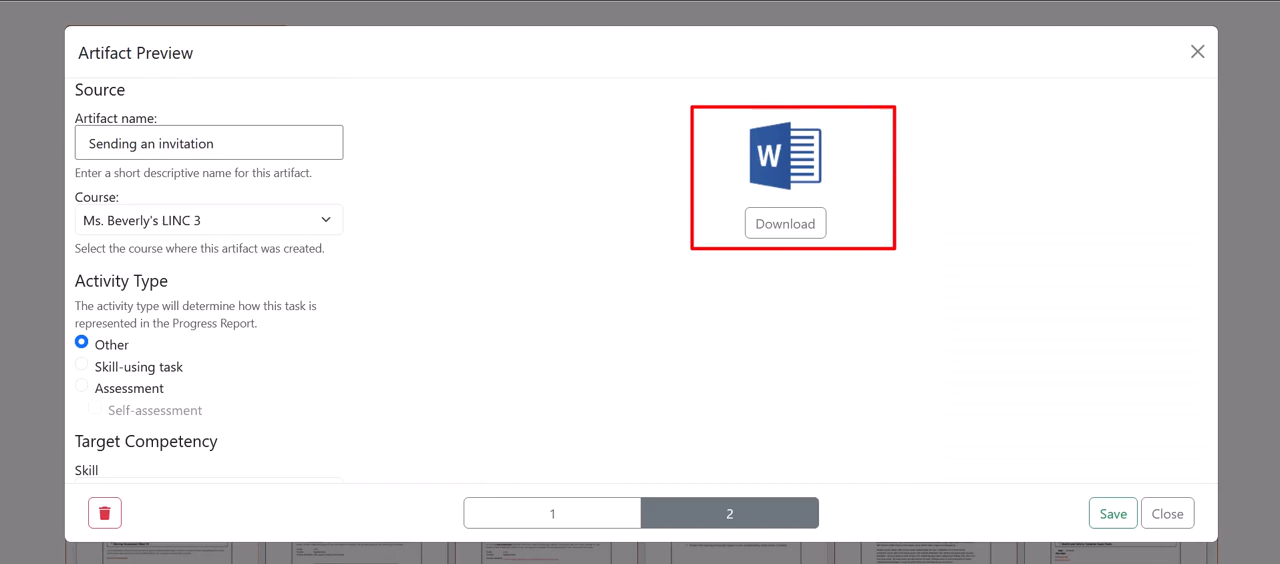 Artifact Preview
Source
Artifact name:
Sending an invitation
Enter a short descriptive name for this artifact.
Course:
Ms. Beverly's LINC 3
Select the course where this artifact was created.
Activity Type
The activity type will determine how this task is
represented in the Progress Report.
Other
Skill-using task
Assessment
Self-assessment
Target Competency
Skill
W
Download
1
2
Save
Close